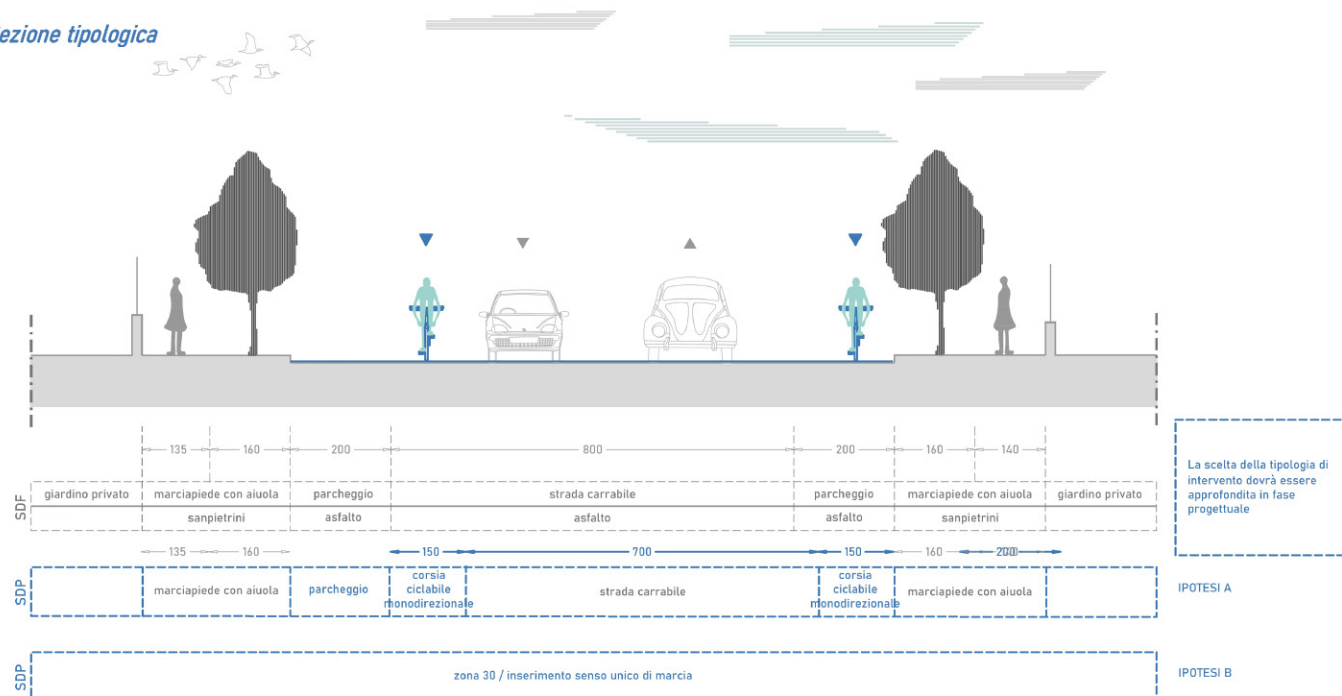 ezione tipologica
135 160 200 800 200 160 140
SDF
giardino privato marciapiede con aiuola parcheggio strada carrabile parcheggio marciapiede con aiuola giardino privato
sanpietrini asfalto asfalto asfalto sanpietrini
La scelta della tipologia di
intervento dovrà essere
approfondita in fase
progettuale
135 160 150 700 150 160 200
SDP
marciapiede con aiuola parcheggio corsia
ciclabile
monodirezionale strada carrabile corsia
ciclabile
monodirezionale marciapiede con aiuola
IPOTESI A
SDP
zona 30 / inserimento senso unico di marcia
IPOTESI B